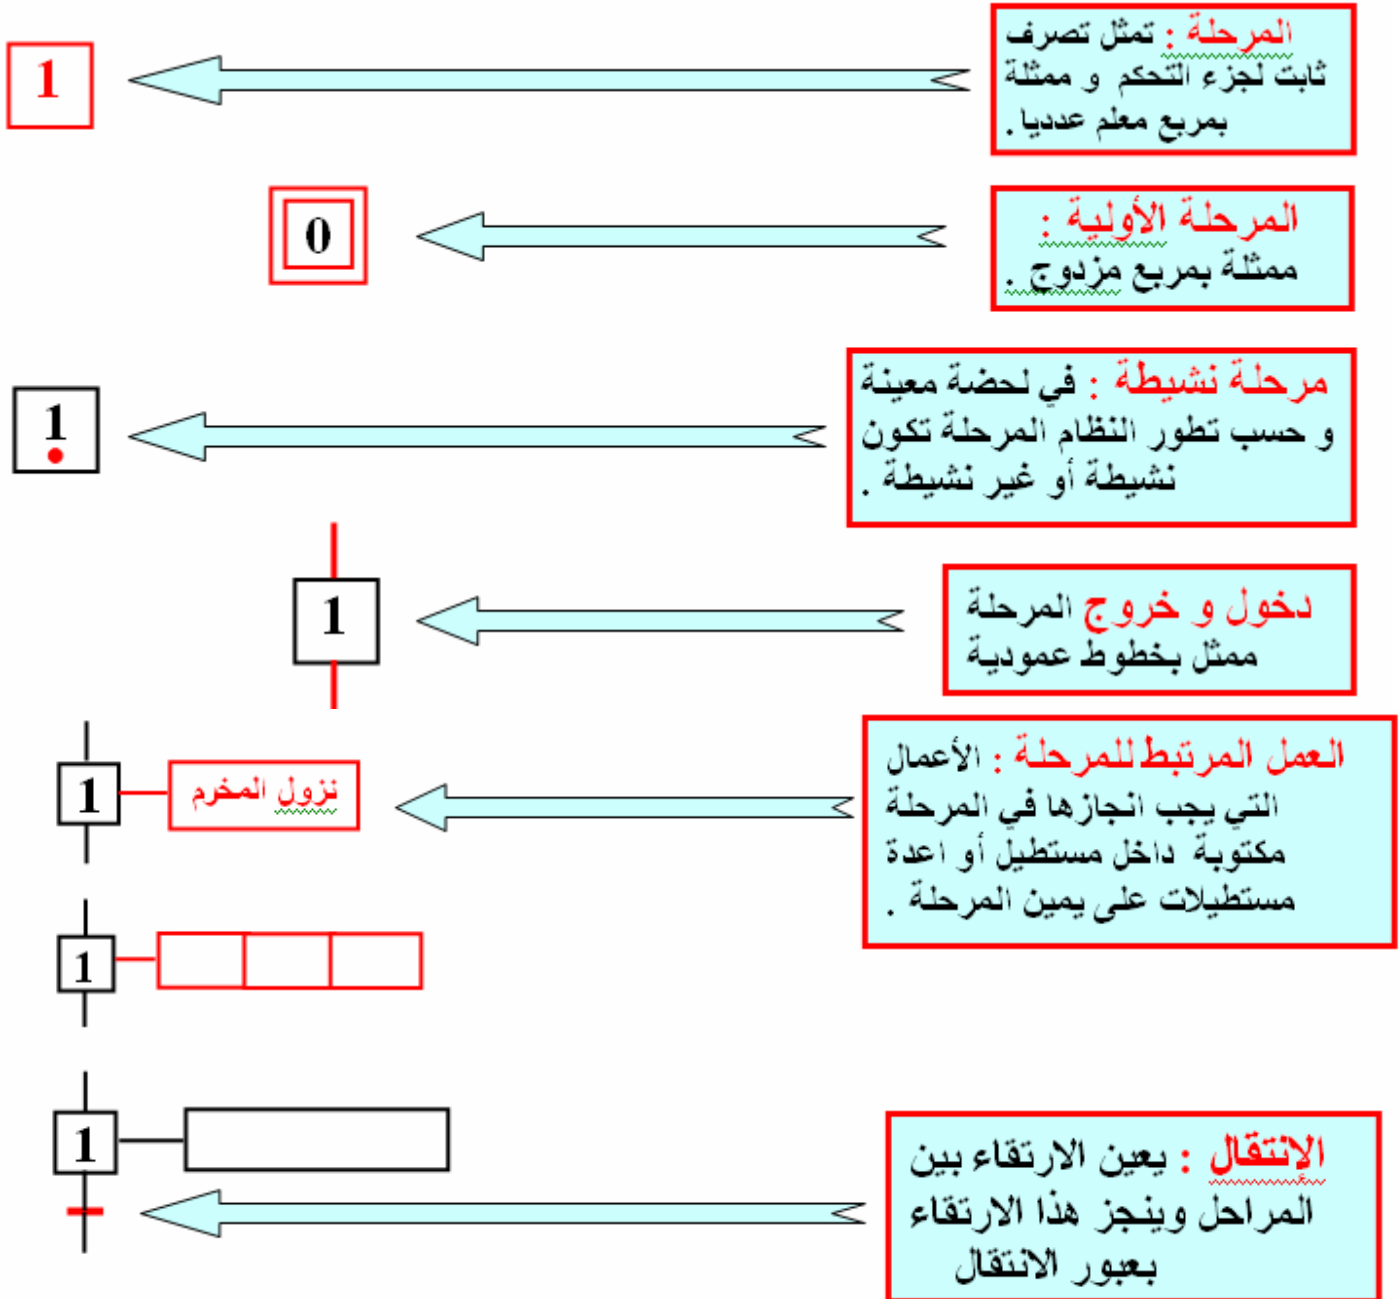 المرحلة : تمثل تصرف
ثابت لجزء التحكم و ممثلة
بمربع معلم عدديا .
1
المرحلة الأولية :
ممثلة بمربع مزدوج .
0
مرحلة نشيطة : في لحضة معينة
و حسب تطور النظام المرحلة تكون
نشيطة أو غير نشيطة .
1
دخول و خروج المرحلة
ممثل بخطوط عمودية
1
العمل المرتبط للمرحلة : الأعمال
التي يجب انجازها في المرحلة
مكتوبة داخل مستطيل أو اعدة
مستطيلات على يمين المرحلة .
نزول المخرم
1
1
الإنتقال : يعين الارتقاء بين
المراحل وينجز هذا الارتقاء
بعبور الانتقال
1